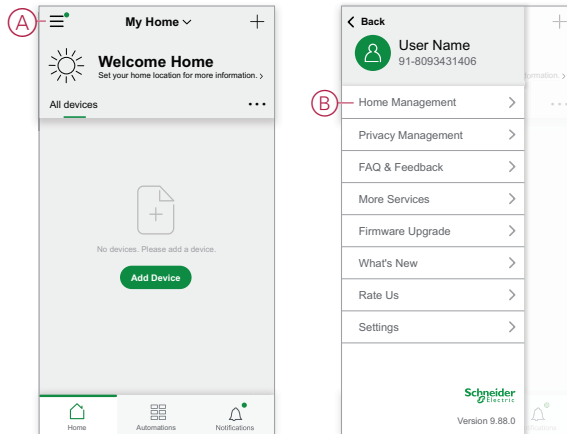 A
My Home
Welcome Home
Set your home location for more information.
All devices
No devices. Please add a device.
Add Device
Home
Automations
Notifications
Back
User Name
91-8093431406
B
Home Management
Privacy Management
FAQ & Feedback
More Services
Firmware Upgrade
What's New
Rate Us
Settings
Schneider
Electric
Version 9.88.0